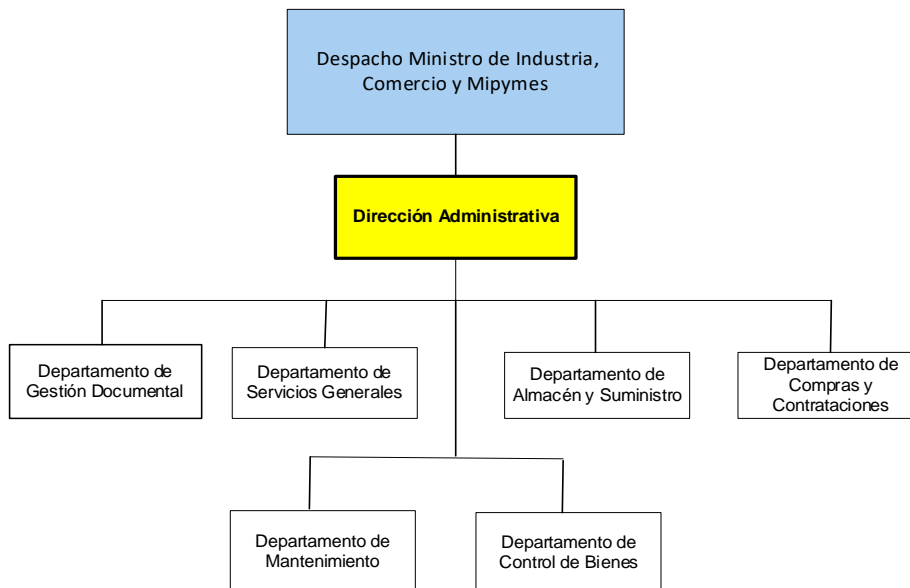 Despacho Ministro de Industria,
Comercio y Mipymes
Dirección Administrativa
Departamento de
Gestión Documental
Departamento de
Servicios Generales
Departamento de
Almacén y Suministro
Departamento de
Compras y
Contrataciones
Departamento de
Mantenimiento
Departamento de
Control de Bienes